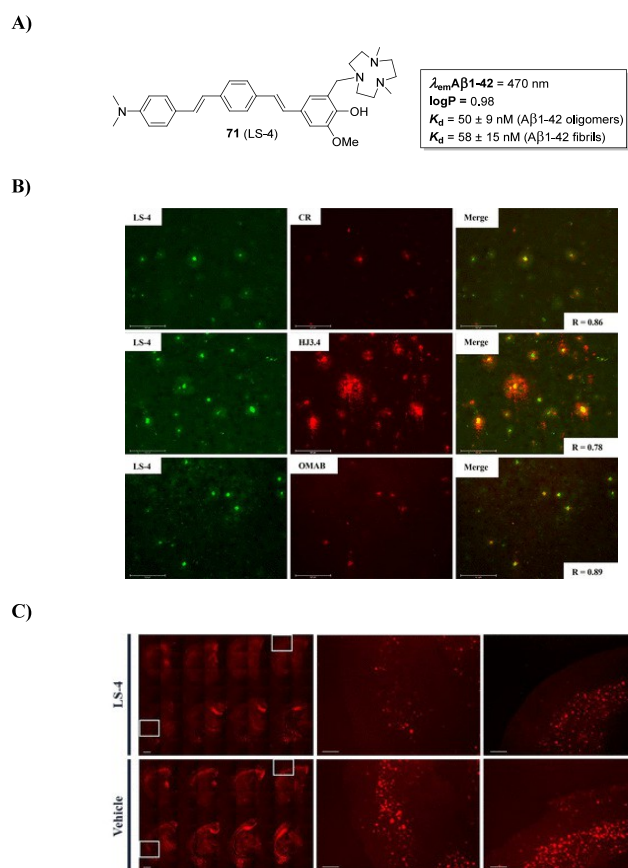 A)
N
N
N
N
OH
OMe
71 (LS-4)
λemAβ1-42 = 470 nm
logP = 0.98
Kd = 50 ± 9 nM (Aβ1-42 oligomers)
Kd = 58 ± 15 nM (Aβ1-42 fibrils)
B)
LS-4 CR Merge
R = 0.86
LS-4 HJ3.4 Merge
R = 0.78
LS-4 OMAB Merge
R = 0.89
C)
LS-4
Vehicle